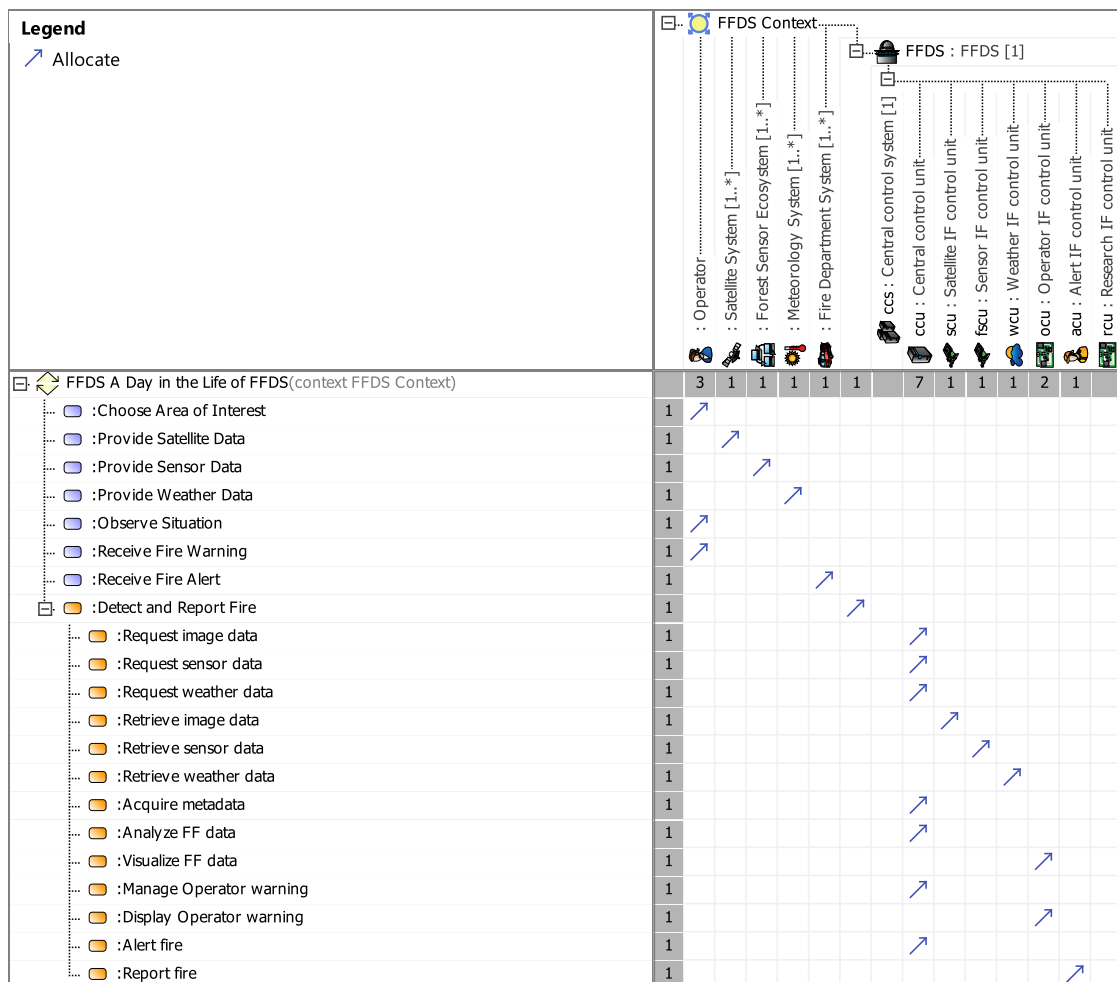 Legend
Allocate
FFDS Context
FFDS : FFDS [1]
: Operator
: Satellite System [1..*]
: Forest Sensor Ecosystem [1..*]
: Meteorology System [1..*]
: Fire Department System [1..*]
ccs : Central control system [1]
ccu : Central control unit
scu : Satellite IF control unit
fscu : Sensor IF control unit
wcu : Weather IF control unit
ocu : Operator IF control unit
acu : Alert IF control unit
rcu : Research IF control unit
FFDS A Day in the Life of FFDS(context FFDS Context) 3 1 1 1 1 1 7 1 1 1 2 1
:Choose Area of Interest 1
:Provide Satellite Data 1
:Provide Sensor Data 1
:Provide Weather Data 1
:Observe Situation 1
:Receive Fire Warning 1
:Receive Fire Alert 1
:Detect and Report Fire 1
:Request image data 1
:Request sensor data 1
:Request weather data 1
:Retrieve image data 1
:Retrieve sensor data 1
:Retrieve weather data 1
:Acquire metadata 1
:Analyze FF data 1
:Visualize FF data 1
:Manage Operator warning 1
:Display Operator warning 1
:Alert fire 1
:Report fire 1